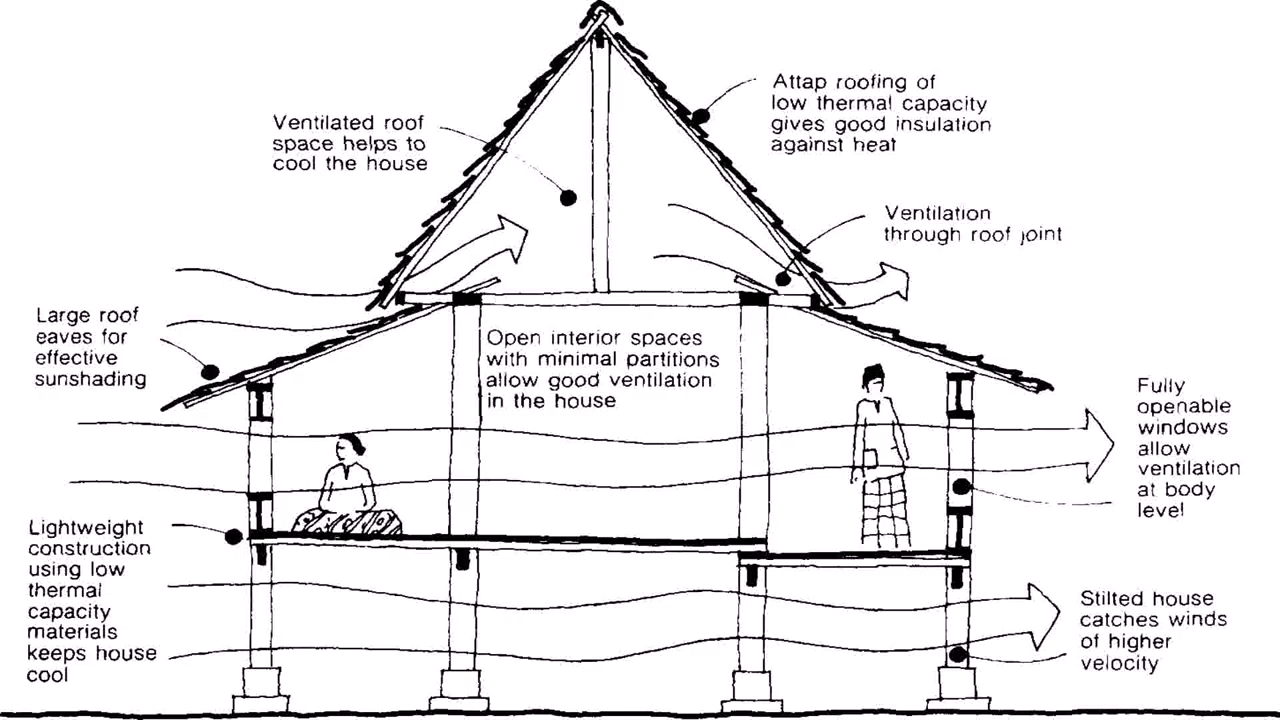 Attap roofing of
low thermal capacity
gives good insulation
against heat
Ventilated roof
space helps to
cool the house
Ventilation
through roof joint
Large roof
eaves for
effective
sunshading
Open interior spaces
with minimal partitions
allow good ventilation
in the house
Fully
openable
windows
allow
ventilation
at body
level
Lightweight
construction
using low
thermal
capacity
materials
keeps house
cool
Stilted house
catches winds
of higher
velocity